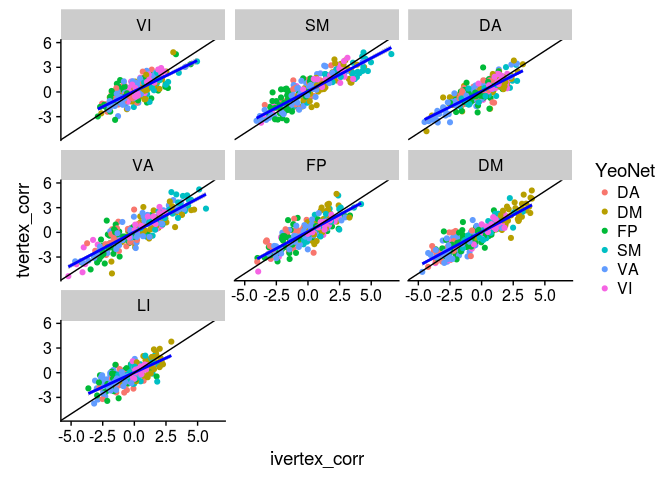 VI SM DA
6
3
0
-3
VA FP DM
6
3
0
-3
-5.0 -2.5 0.0 2.5 5.0 -5.0 -2.5 0.0 2.5 5.0
LI
6
3
0
-3
-5.0 -2.5 0.0 2.5 5.0
ivertex_corr
tvertex_corr
YeoNet
DA
DM
FP
SM
VA
VI